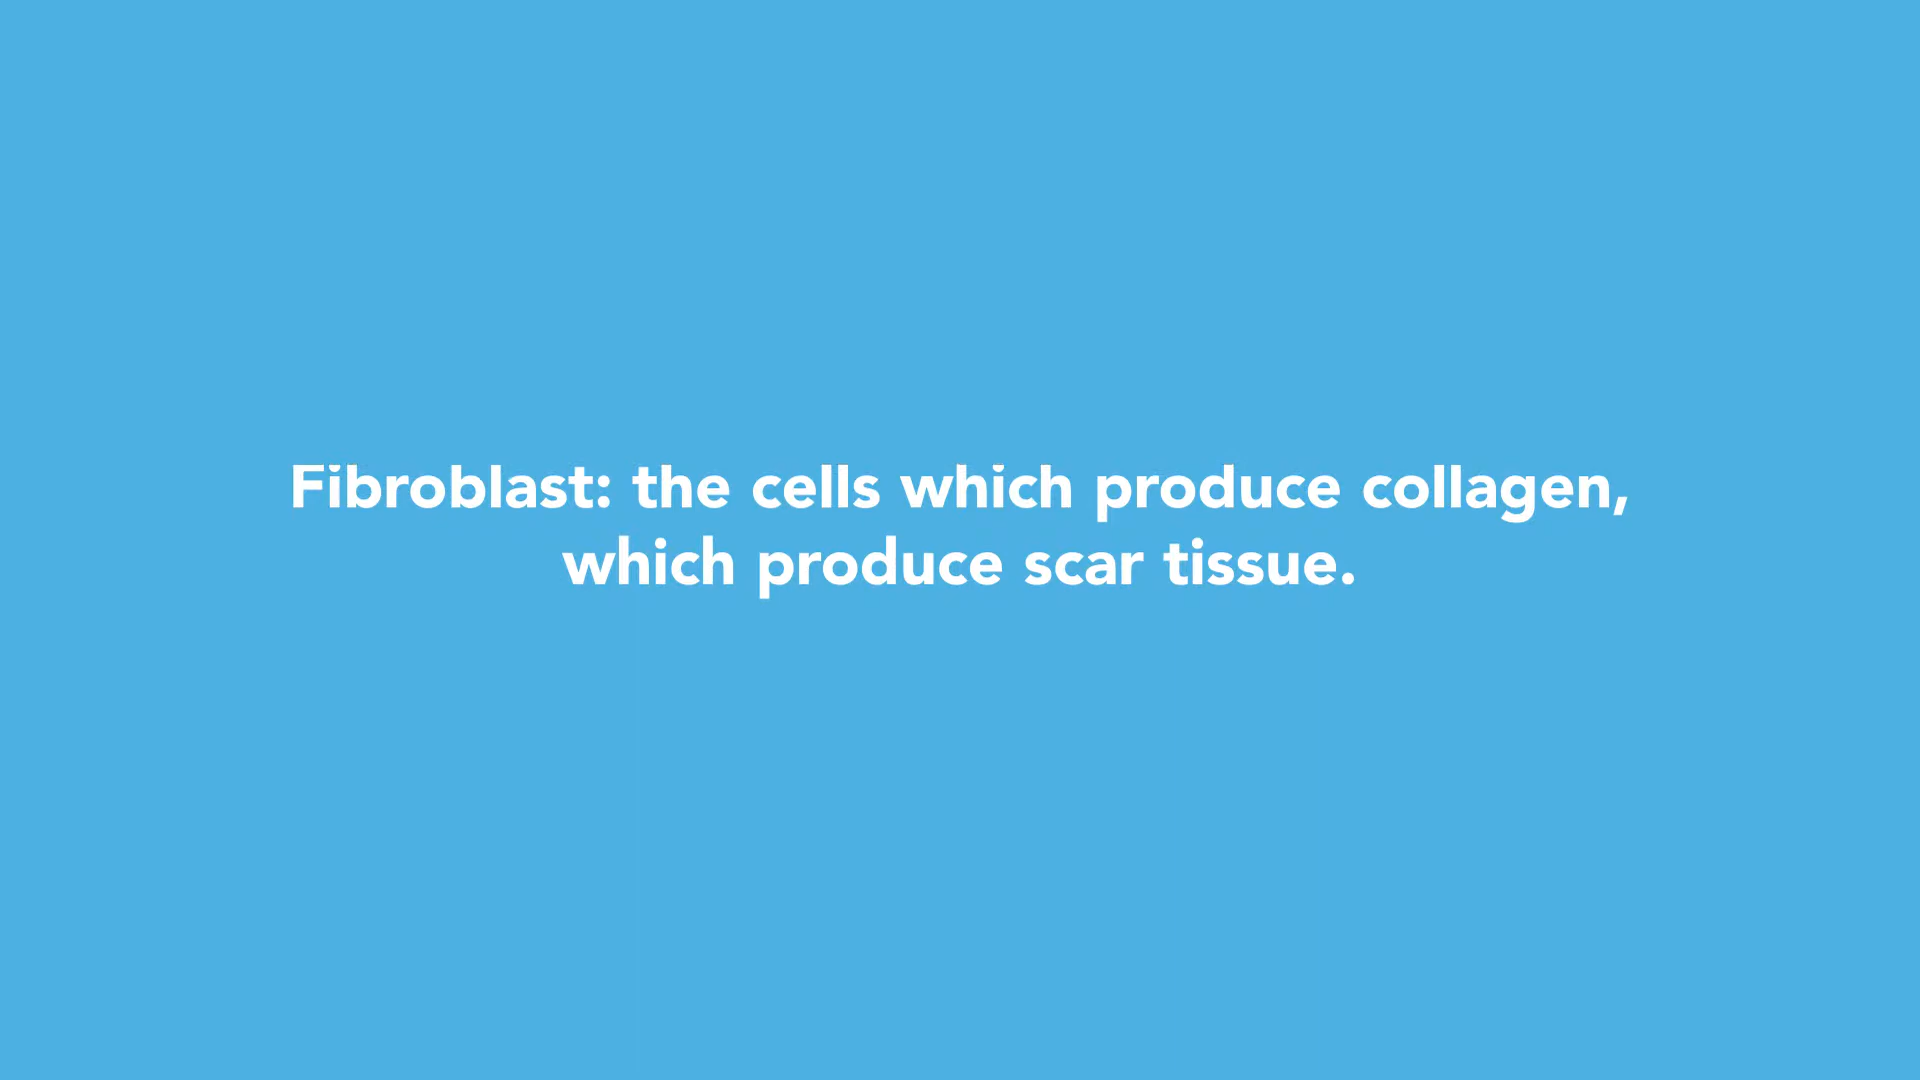 Fibroblast: the cells which produce collagen,
which produce scar tissue.